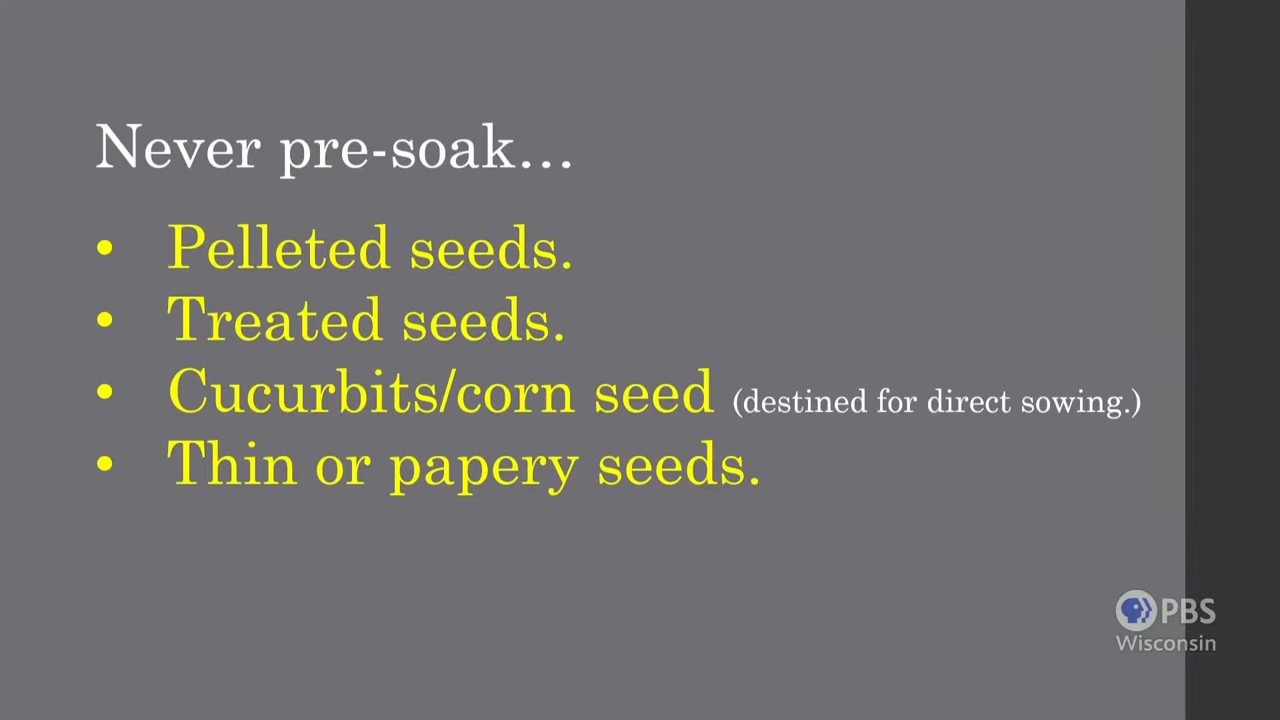 Never pre-soak…
• Pelleted seeds.
• Treated seeds.
• Cucurbits/corn seed (destined for direct sowing.)
• Thin or papery seeds.
PBS
Wisconsin